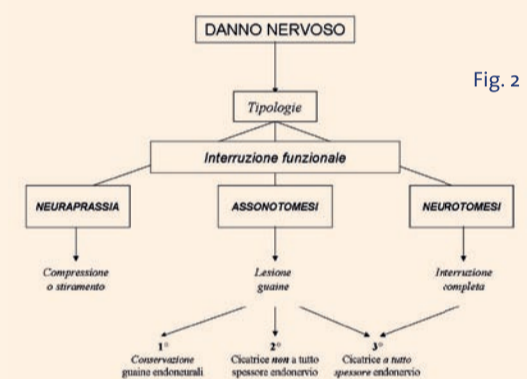 DANNO NERVOSO
Fig. 2
Tipologie
Interruzione funzionale
NEURAPRASSIA
ASSONOTOMESI
NEUROTOMESI
Compressione
o stiramento
Lesione
guaine
Interruzione
completa
1°
Conservazione
guaine endoneurali
2°
Cicatrice non a tutto
spessore endonervio
3°
Cicatrice a tutto
spessore endonervio